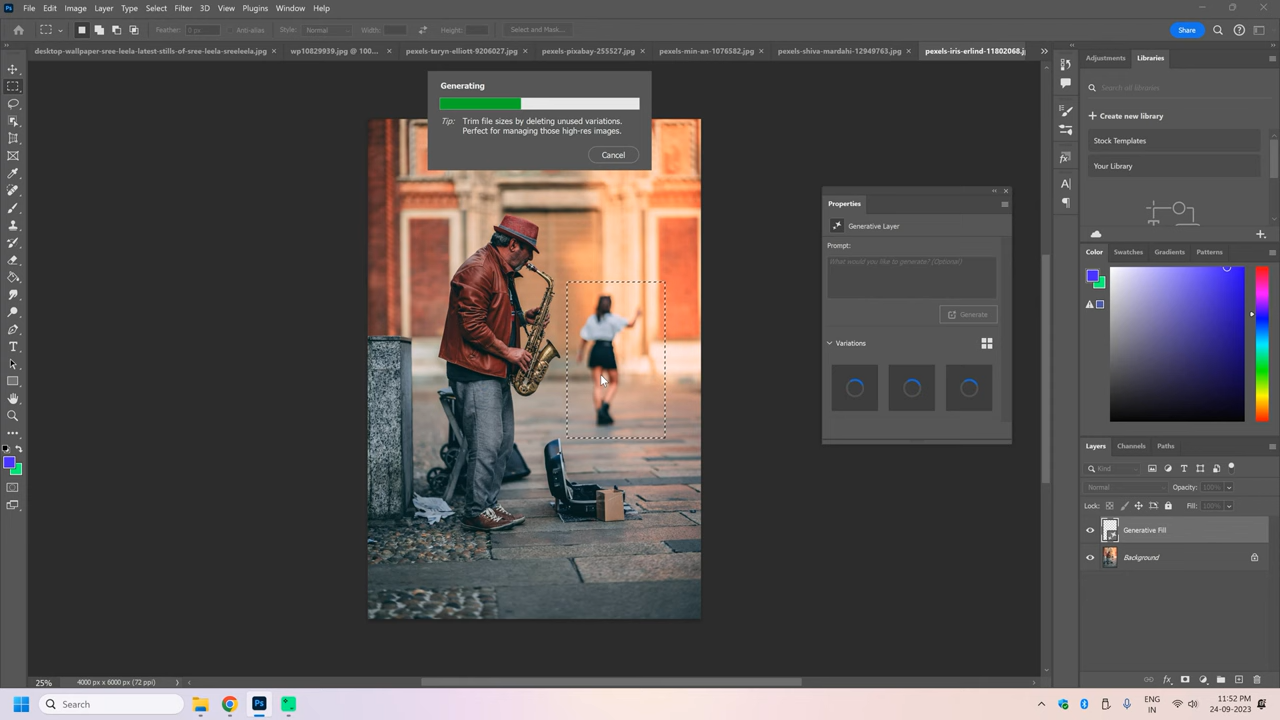 Ps File Edit Image Layer Type Select Filter 3D View Plugins Window Help
Feather: 0 px Anti-alias Style: Normal Width: Height: Select and Mask... Share
desktop-wallpaper-sree-leela-latest-stills-of-sree-leela-sreeleela.jpg × wp10829939.jpg @ 100... × pexels-taryn-elliott-9206027.jpg × pexels-pixabay-255527.jpg × pexels-min-an-1076582.jpg × pexels-shiva-mardahi-12949763.jpg × pexels-iris-erlind-11802068.j
Generating
Tip: Trim file sizes by deleting unused variations.
Perfect for managing those high-res images.
Cancel
Properties
Generative Layer
Prompt:
What would you like to generate? (Optional)
Generate
Variations
Adjustments Libraries
Search all libraries
Create new library
Stock Templates
Your Library
Color Swatches Gradients Patterns
Layers Channels Paths
Kind
Normal Opacity: 100%
Lock: Fill: 100%
Generative Fill
Background
25% 4000 px x 6000 px (72 ppi)
Search
Ps
ENG
IN
11:52 PM
24-09-2023